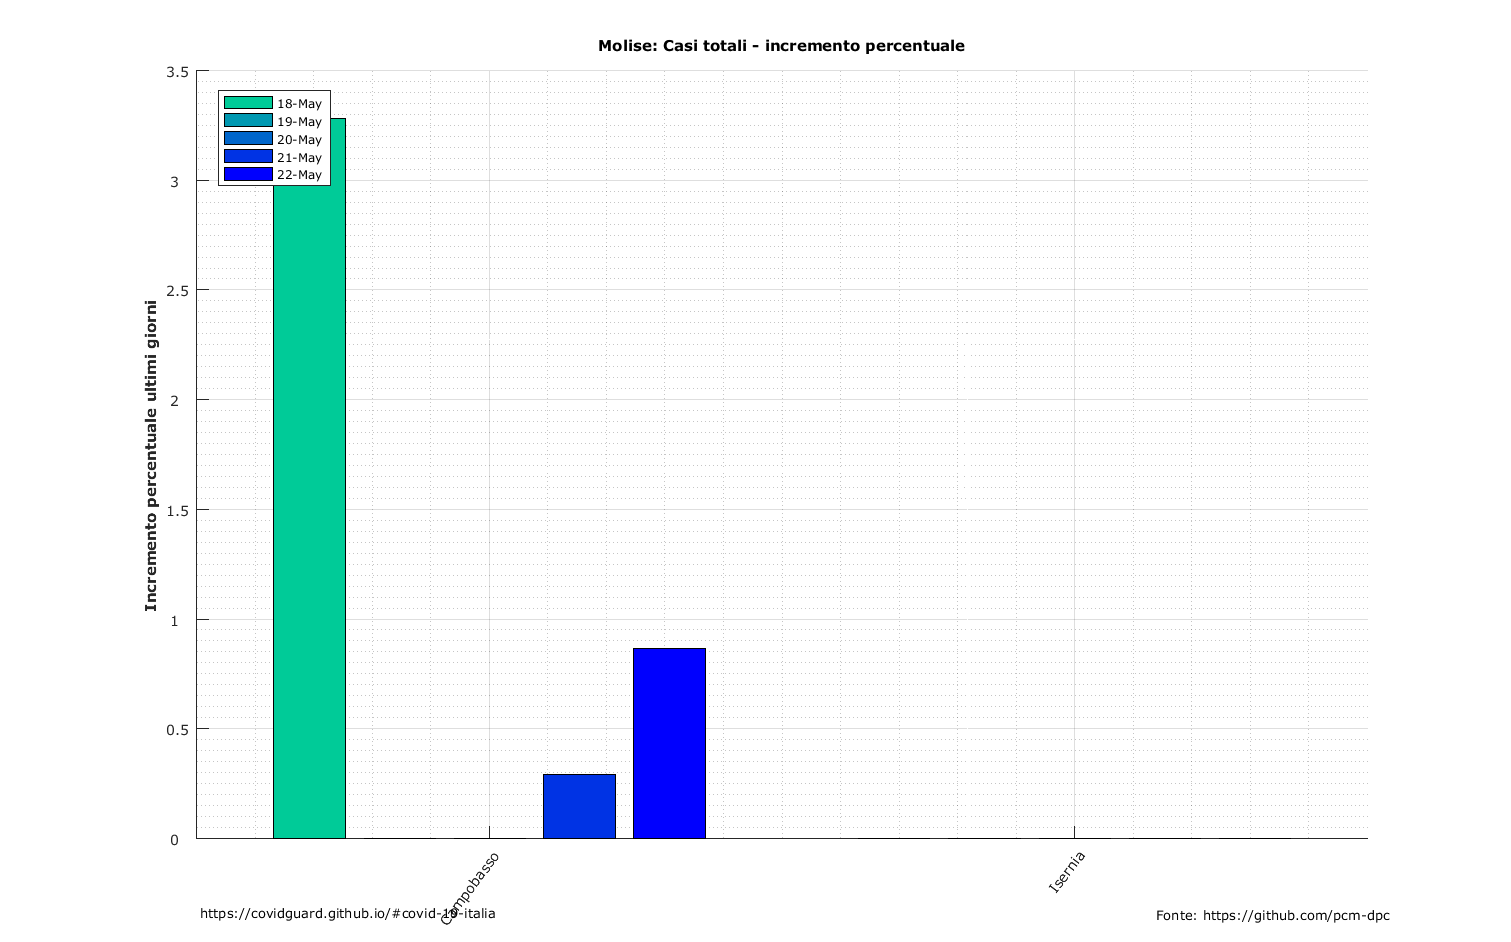 Molise: Casi totali - incremento percentuale
3.5
3
2.5
2
1.5
1
0.5
0
Incremento percentuale ultimi giorni
18-May
19-May
20-May
21-May
22-May
Campobasso
Isernia
https://covidguard.github.io/#covid-19-italia
Fonte: https://github.com/pcm-dpc